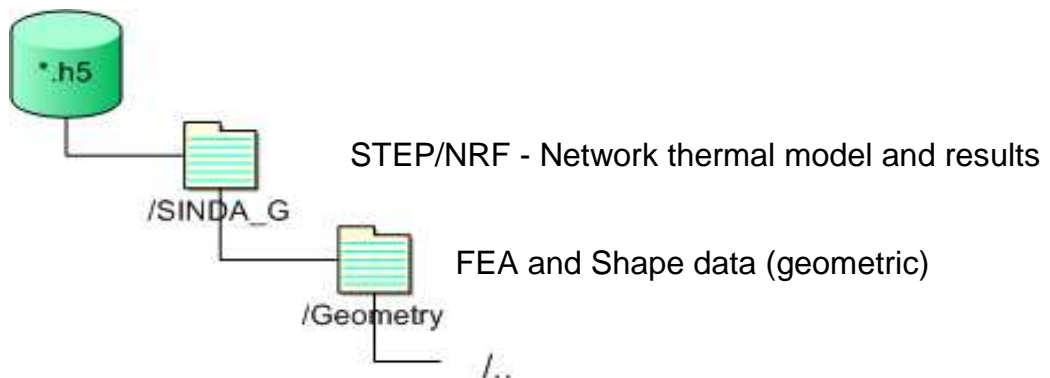 *.h5
STEP/NRF - Network thermal model and results
/SINDA_G
FEA and Shape data (geometric)
/Geometry
/..